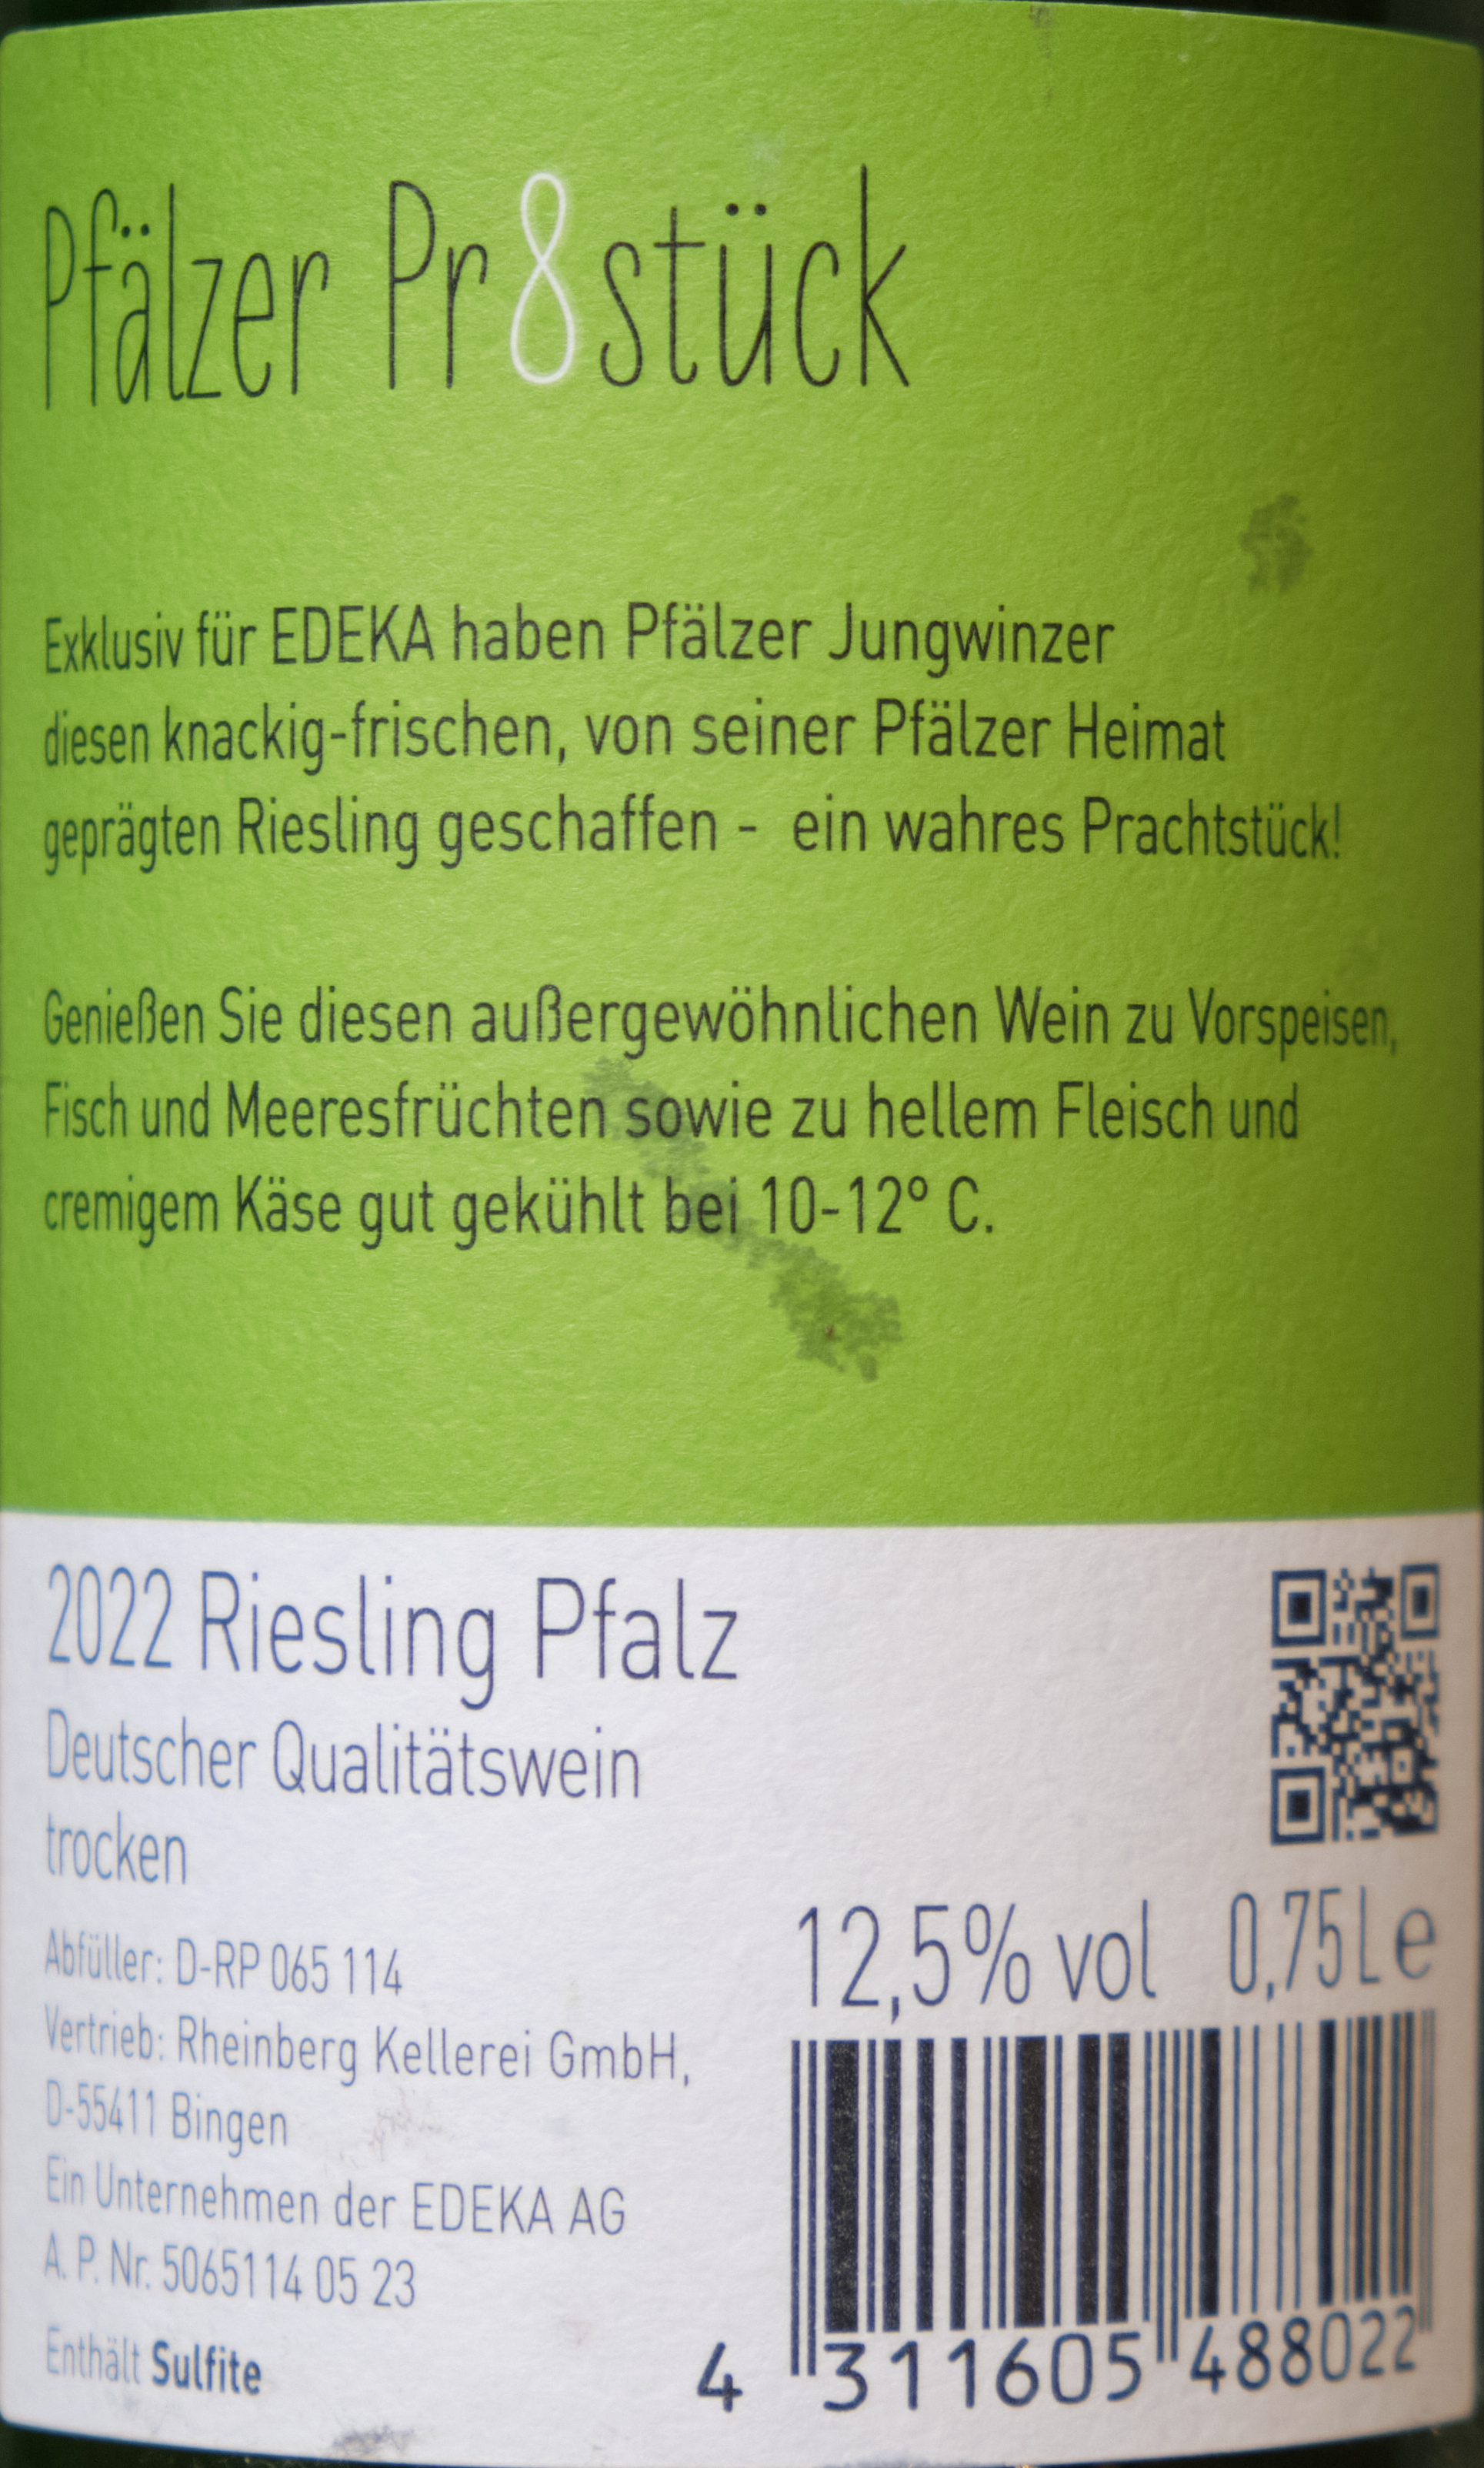 Pfälzer Pr8stück
Exklusiv für EDEKA haben Pfälzer Jungwinzer
diesen knackig-frischen, von seiner Pfälzer Heimat
geprägten Riesling geschaffen - ein wahres Prachtstück!
Genießen Sie diesen außergewöhnlichen Wein zu Vorspeisen,
Fisch und Meeresfrüchten sowie zu hellem Fleisch und
cremigem Käse gut gekühlt bei 10-12° C.
2022 Riesling Pfalz
Deutscher Qualitätswein
trocken
Abfüller: D-RP 065 114
Vertrieb: Rheinberg Kellerei GmbH,
D-55411 Bingen
Ein Unternehmen der EDEKA AG
A. P. Nr. 5065114 05 23
Enthält Sulfite
12,5% vol 0,75 L e
4 311605 488022